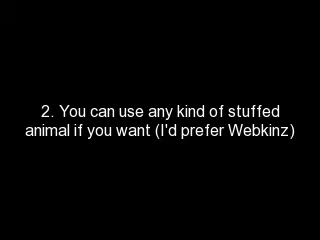 2. You can use any kind of stuffed
animal if you want (I'd prefer Webkinz)